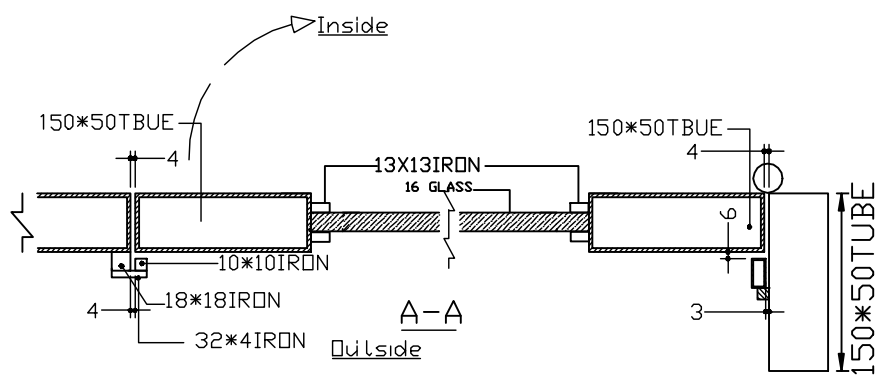 Inside
150*50TBUE
150*50TBUE
4
13X13IRON
4
16 GLASS
150*50TUBE
6
10*10IRON
18*18IRON
4
A-A
3
32*4IRON
Outside